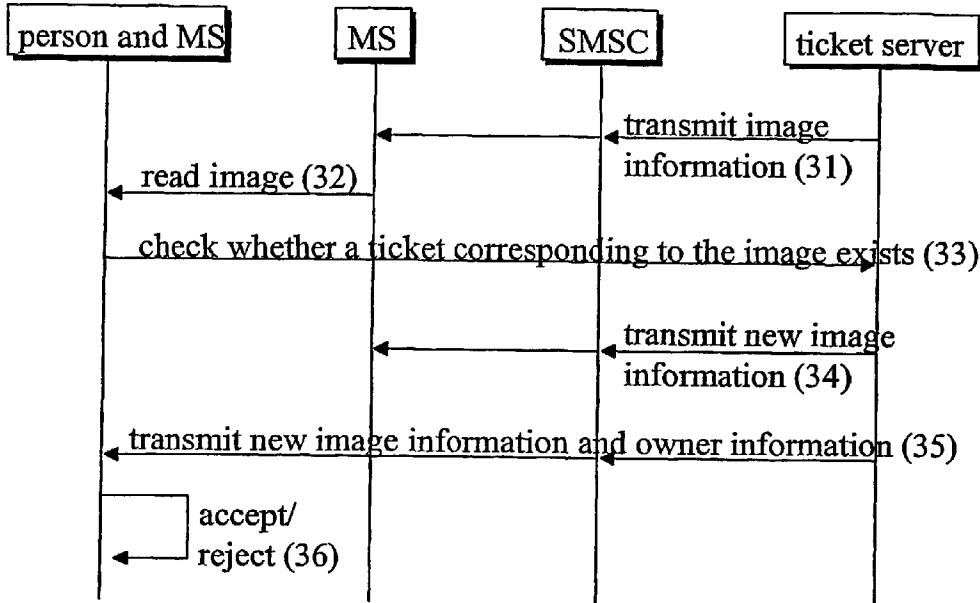 person and MS
MS
SMSC
ticket server
transmit image
information (31)
read image (32)
check whether a ticket corresponding to the image exists (33)
transmit new image
information (34)
transmit new image information and owner information (35)
accept/
reject (36)